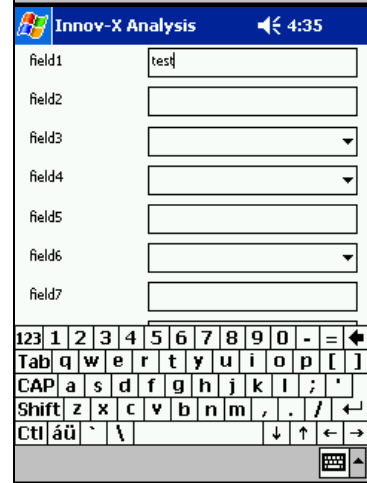 Innov-X Analysis 4:35
field1 test
field2
field3
field4
field5
field6
field7
123 1 2 3 4 5 6 7 8 9 0 - =
Tab q w e r t y u i o p [ ]
CAP a s d f g h j k l ; '
Shift z x c v b n m , . /
Ctl áü ` \